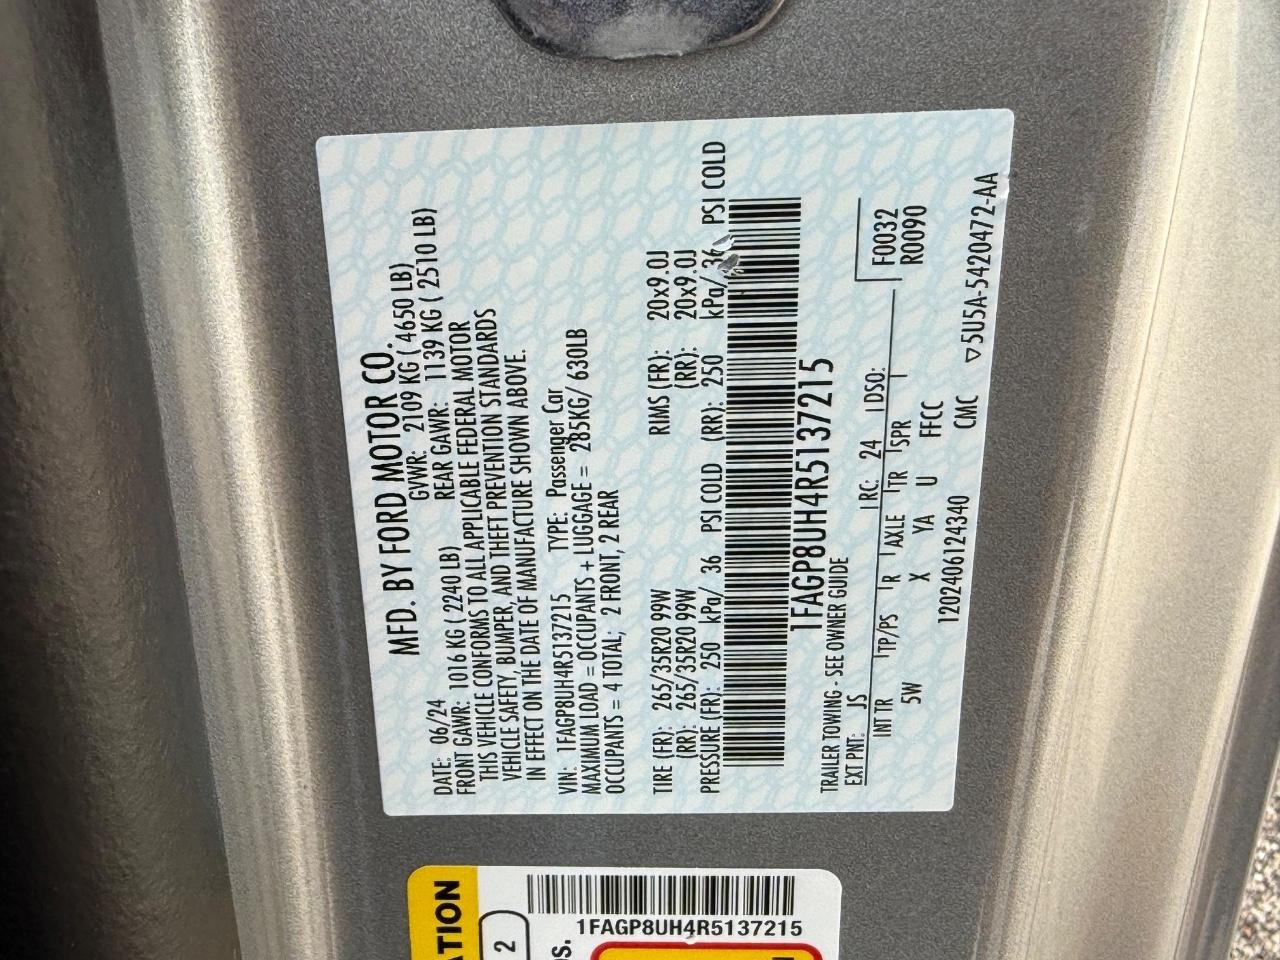 MFD. BY FORD MOTOR CO.
DATE: 06/24 GVWR: 2109 KG ( 4650 LB)
FRONT GAWR: 1016 KG ( 2240 LB) REAR GAWR: 1139 KG ( 2510 LB)
THIS VEHICLE CONFORMS TO ALL APPLICABLE FEDERAL MOTOR
VEHICLE SAFETY, BUMPER, AND THEFT PREVENTION STANDARDS
IN EFFECT ON THE DATE OF MANUFACTURE SHOWN ABOVE.
VIN: 1FAGP8UH4R5137215 TYPE: Passenger Car
MAXIMUM LOAD = OCCUPANTS + LUGGAGE = 285KG/ 630LB
OCCUPANTS = 4 TOTAL; 2 FRONT, 2 REAR
TIRE (FR): 265/35R20 99W RIMS (FR): 20x9.0J
(RR): 265/35R20 99W (RR): 20x9.0J
PRESSURE (FR): 250 kPa/ 36 PSI COLD (RR): 250 kPa/ 36 PSI COLD
1FAGP8UH4R5137215
TRAILER TOWING - SEE OWNER GUIDE
EXT PNT: JS RC: 24 DSO: F0032
INT TR TP/PS R AXLE TR SPR R0090
5W X YA U FFCC
1202406124340 CMC ▽5U5A-5420472-AA
TION
2
1FAGP8UH4R5137215